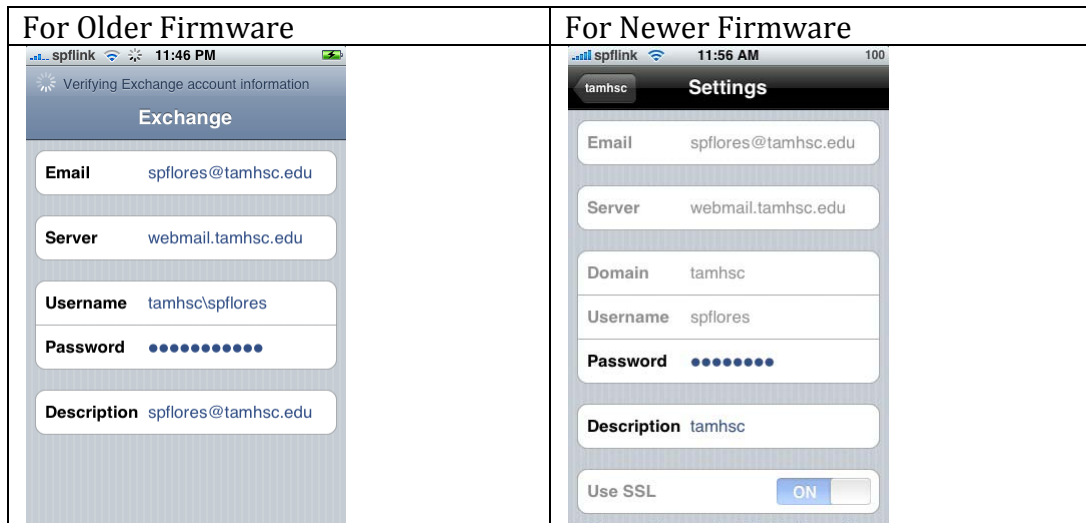 For Older Firmware
spflink 11:46 PM
Verifying Exchange account information
Exchange
Email spflores@tamhsc.edu
Server webmail.tamhsc.edu
Username tamhsc\spflores
Password ●●●●●●●●●●●
Description spflores@tamhsc.edu
For Newer Firmware
spflink 11:56 AM 100
tamhsc Settings
Email spflores@tamhsc.edu
Server webmail.tamhsc.edu
Domain tamhsc
Username spflores
Password ●●●●●●●●
Description tamhsc
Use SSL ON